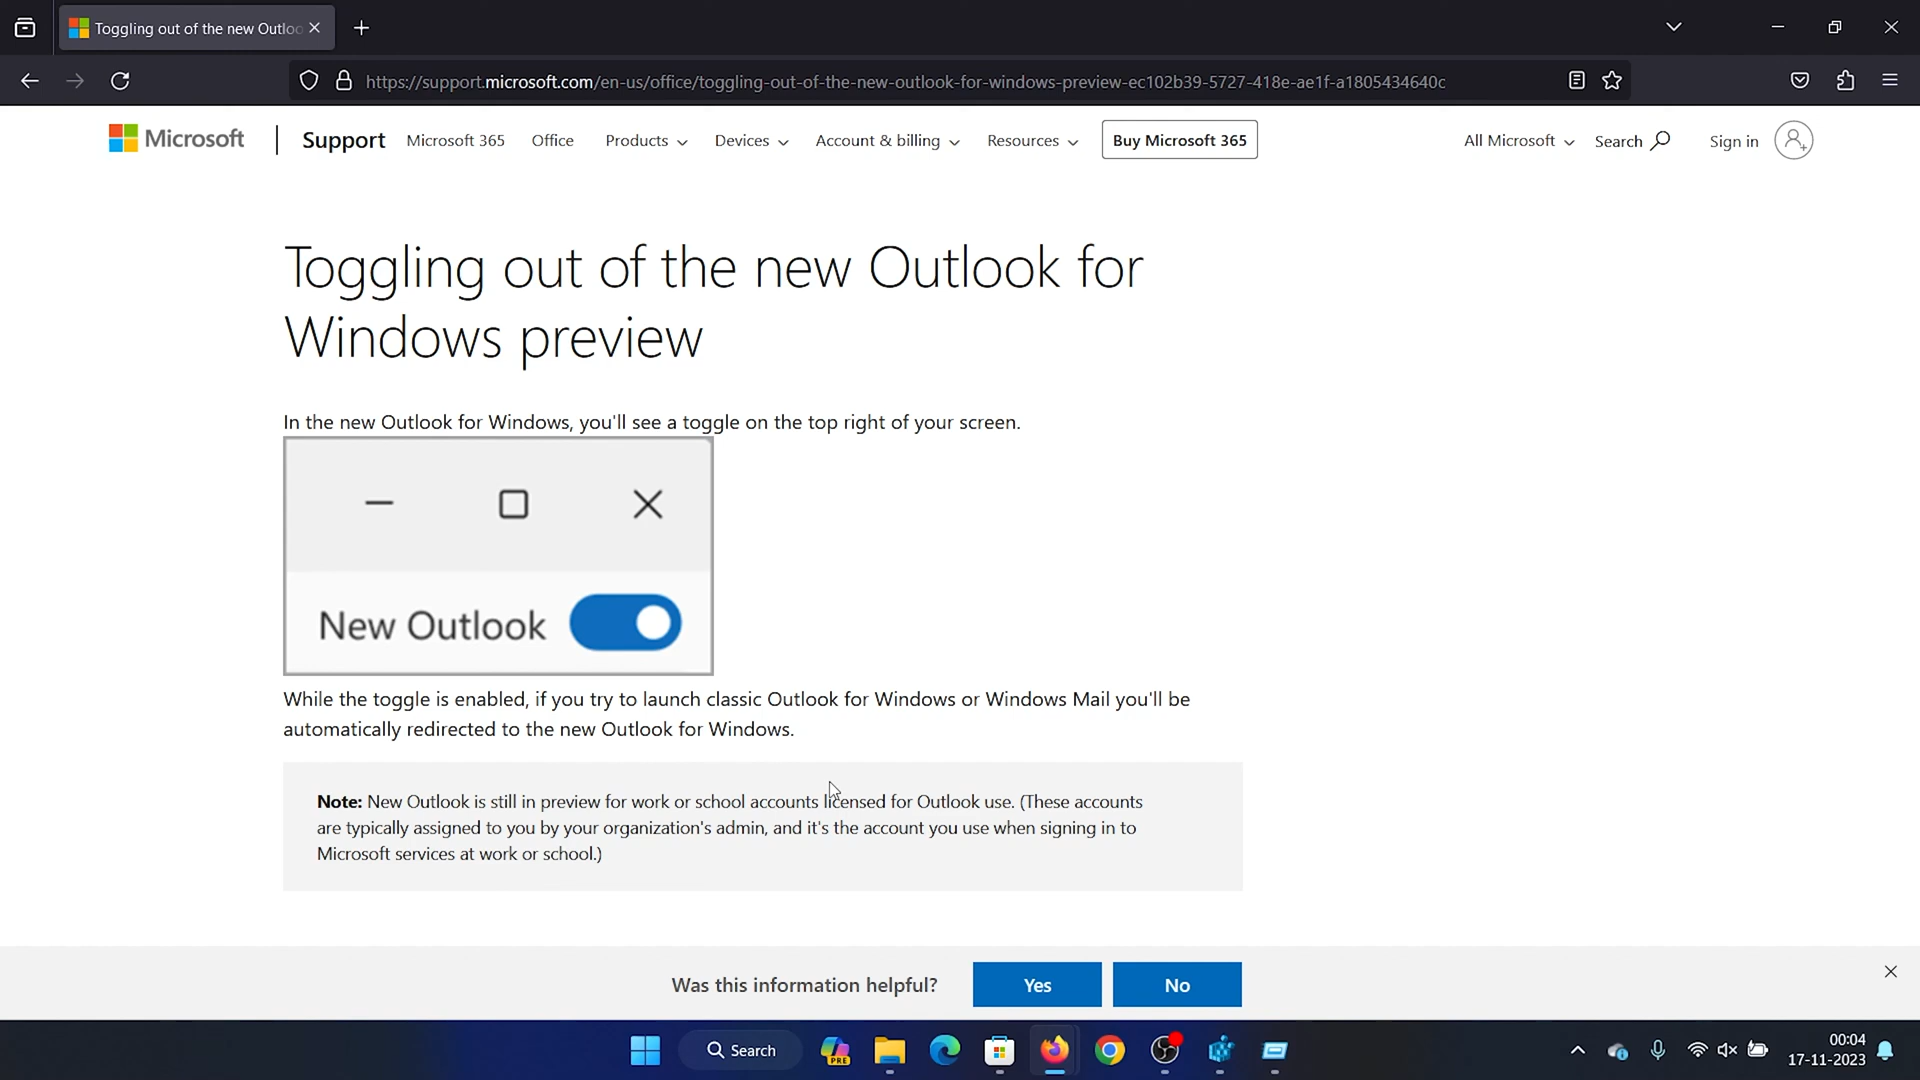 Toggling out of the new Outloo
https://support.microsoft.com/en-us/office/toggling-out-of-the-new-outlook-for-windows-preview-ec102b39-5727-418e-ae1f-a1805434640c
Microsoft
Support
Microsoft 365
Office
Products
Devices
Account & billing
Resources
Buy Microsoft 365
All Microsoft
Search
Sign in
Toggling out of the new Outlook for
Windows preview
In the new Outlook for Windows, you'll see a toggle on the top right of your screen.
New Outlook
While the toggle is enabled, if you try to launch classic Outlook for Windows or Windows Mail you'll be
automatically redirected to the new Outlook for Windows.
Note: New Outlook is still in preview for work or school accounts licensed for Outlook use. (These accounts
are typically assigned to you by your organization's admin, and it's the account you use when signing in to
Microsoft services at work or school.)
Was this information helpful?
Yes
No
Search
PRE
00:04
17-11-2023